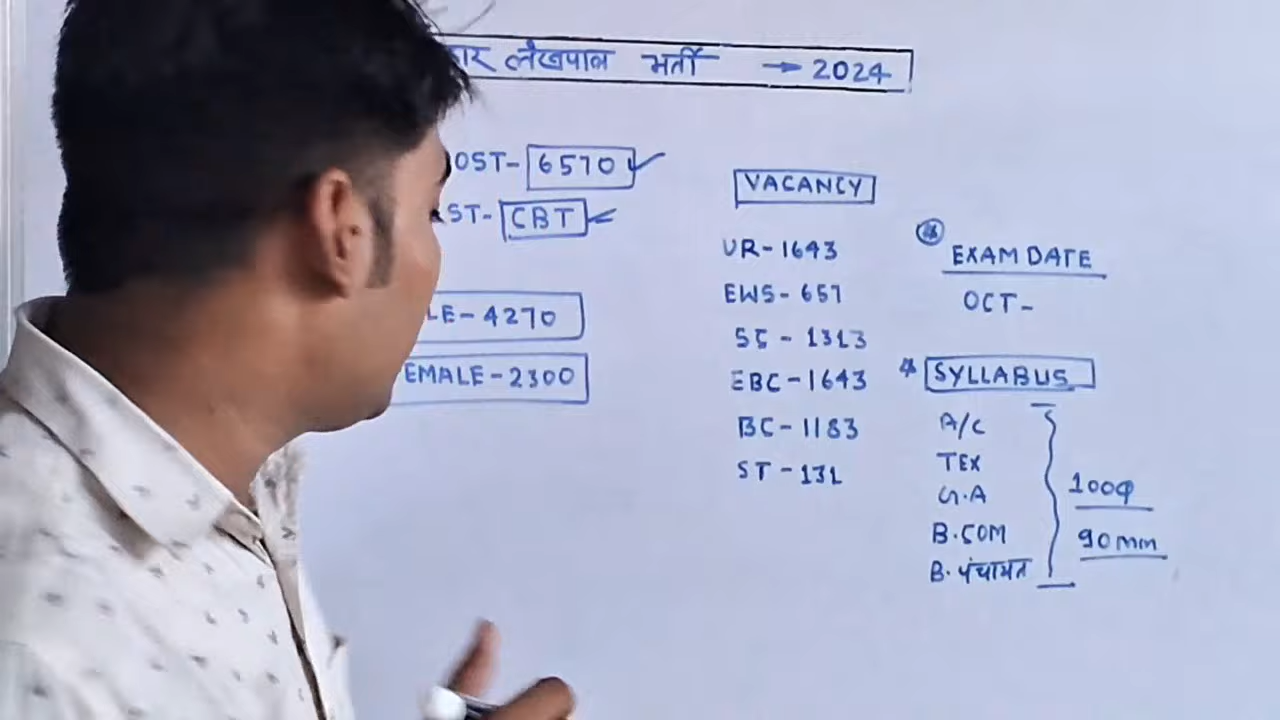 लेखपाल भर्ती → 2024
OST- 6570
ST- CBT
LE-4270
EMALE-2300
VACANCY
UR-1643
EWS-657
SC-1313
EBC-1643
BC-1183
ST-131
EXAM DATE
OCT-
* SYLLABUS
A/C
TEX
G.A
B.COM
B.पंचायत
100Q
90mm